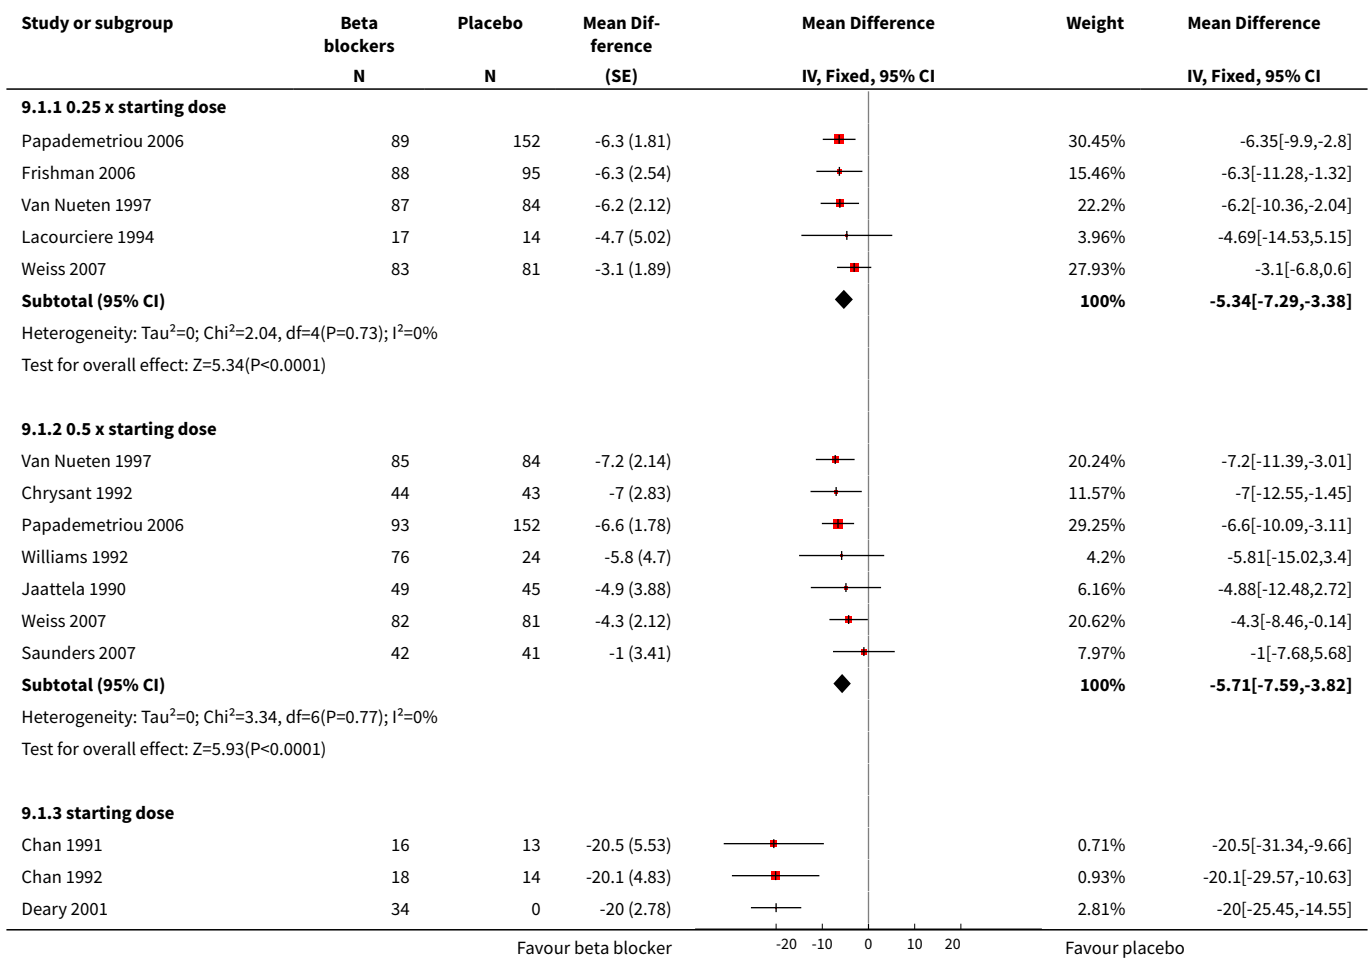 Study or subgroup Beta blockers Placebo Mean Dif- ference Mean Difference Weight Mean Difference
N N (SE) IV, Fixed, 95% CI IV, Fixed, 95% CI
9.1.1 0.25 x starting dose
Papademetriou 2006 89 152 -6.3 (1.81) 30.45% -6.35[-9.9,-2.8]
Frishman 2006 88 95 -6.3 (2.54) 15.46% -6.3[-11.28,-1.32]
Van Nueten 1997 87 84 -6.2 (2.12) 22.2% -6.2[-10.36,-2.04]
Lacourciere 1994 17 14 -4.7 (5.02) 3.96% -4.69[-14.53,5.15]
Weiss 2007 83 81 -3.1 (1.89) 27.93% -3.1[-6.8,0.6]
Subtotal (95% CI) 100% -5.34[-7.29,-3.38]
Heterogeneity: Tau²=0; Chi²=2.04, df=4(P=0.73); I²=0%
Test for overall effect: Z=5.34(P<0.0001)
9.1.2 0.5 x starting dose
Van Nueten 1997 85 84 -7.2 (2.14) 20.24% -7.2[-11.39,-3.01]
Chrysant 1992 44 43 -7 (2.83) 11.57% -7[-12.55,-1.45]
Papademetriou 2006 93 152 -6.6 (1.78) 29.25% -6.6[-10.09,-3.11]
Williams 1992 76 24 -5.8 (4.7) 4.2% -5.81[-15.02,3.4]
Jaattela 1990 49 45 -4.9 (3.88) 6.16% -4.88[-12.48,2.72]
Weiss 2007 82 81 -4.3 (2.12) 20.62% -4.3[-8.46,-0.14]
Saunders 2007 42 41 -1 (3.41) 7.97% -1[-7.68,5.68]
Subtotal (95% CI) 100% -5.71[-7.59,-3.82]
Heterogeneity: Tau²=0; Chi²=3.34, df=6(P=0.77); I²=0%
Test for overall effect: Z=5.93(P<0.0001)
9.1.3 starting dose
Chan 1991 16 13 -20.5 (5.53) 0.71% -20.5[-31.34,-9.66]
Chan 1992 18 14 -20.1 (4.83) 0.93% -20.1[-29.57,-10.63]
Deary 2001 34 0 -20 (2.78) 2.81% -20[-25.45,-14.55]
Favour beta blocker -20 -10 0 10 20 Favour placebo